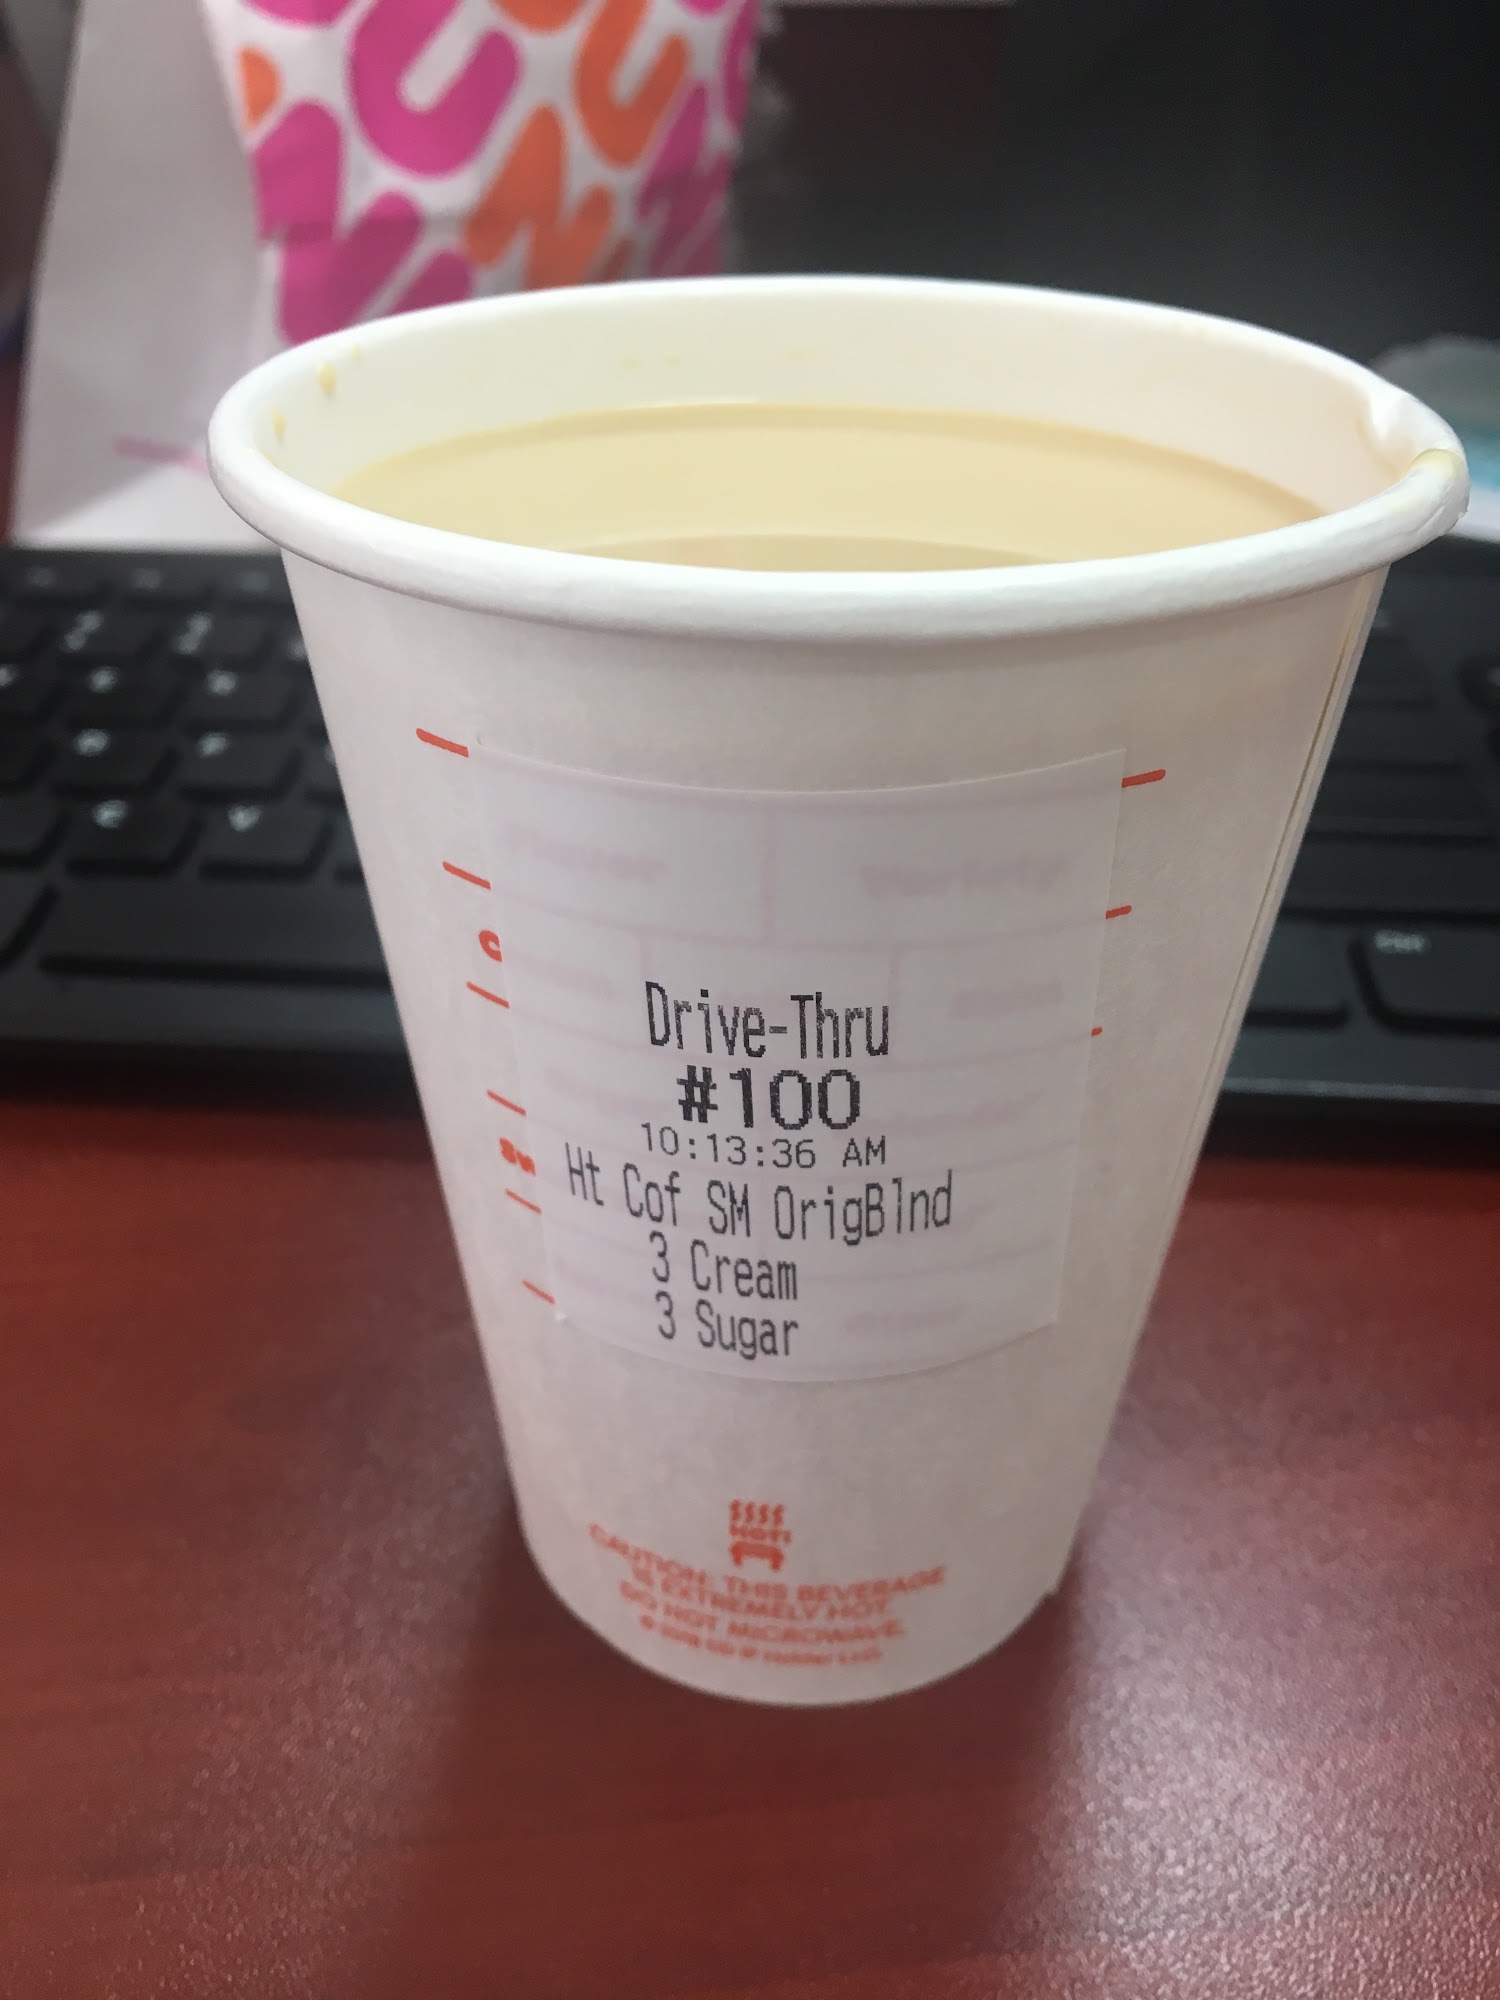 Drive-Thru
#100
10:13:36 AM
Ht Cof SM OrigBlnd
3 Cream
3 Sugar
HOT!
CAUTION: THIS BEVERAGE
IS EXTREMELY HOT
DO NOT MICROWAVE.